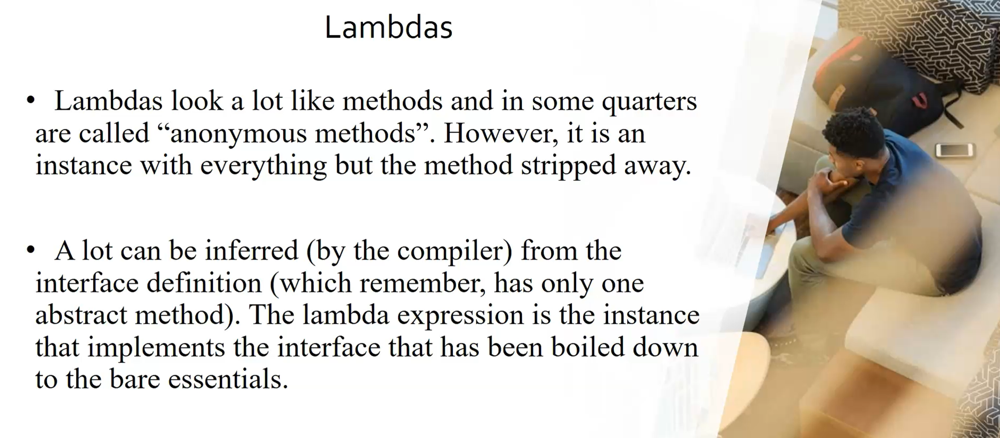 Lambdas
• Lambdas look a lot like methods and in some quarters
are called “anonymous methods”. However, it is an
instance with everything but the method stripped away.
• A lot can be inferred (by the compiler) from the
interface definition (which remember, has only one
abstract method). The lambda expression is the instance
that implements the interface that has been boiled down
to the bare essentials.